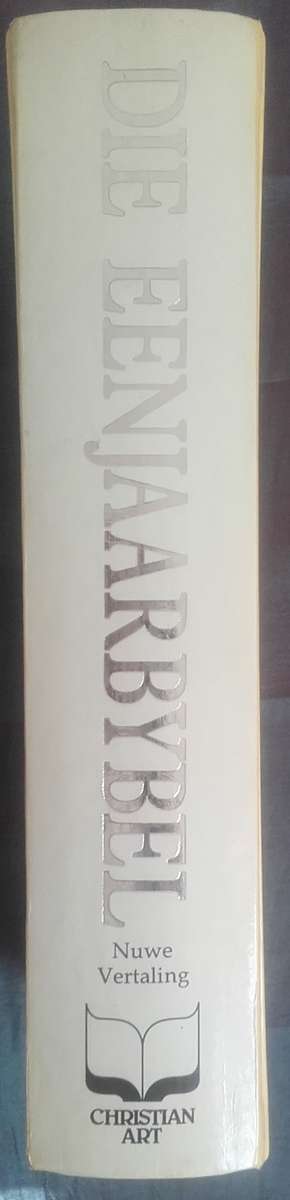 DIE EENJAARBYBEL
Nuwe
Vertaling
CHRISTIAN
ART